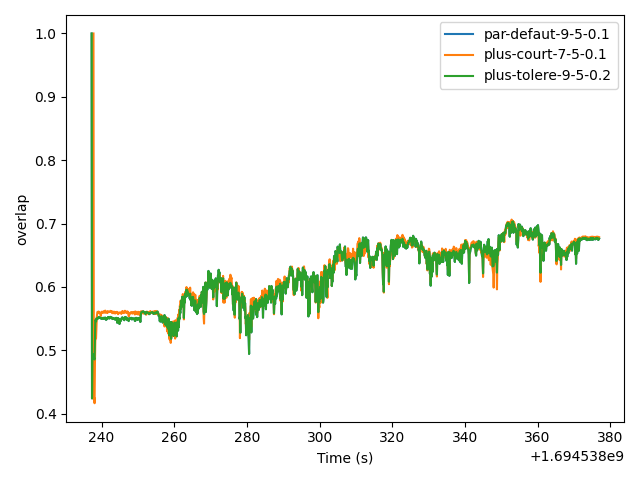 par-defaut-9-5-0.1
plus-court-7-5-0.1
plus-tolere-9-5-0.2
1.0
0.9
0.8
0.7
0.6
0.5
0.4
overlap
240 260 280 300 320 340 360 380
Time (s)
+1.694538e9